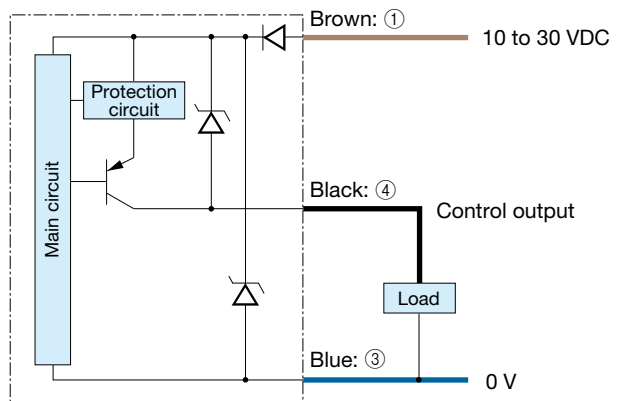 Brown: ①
10 to 30 VDC
Protection
circuit
Main circuit
Black: ④
Control output
Load
Blue: ③
0 V